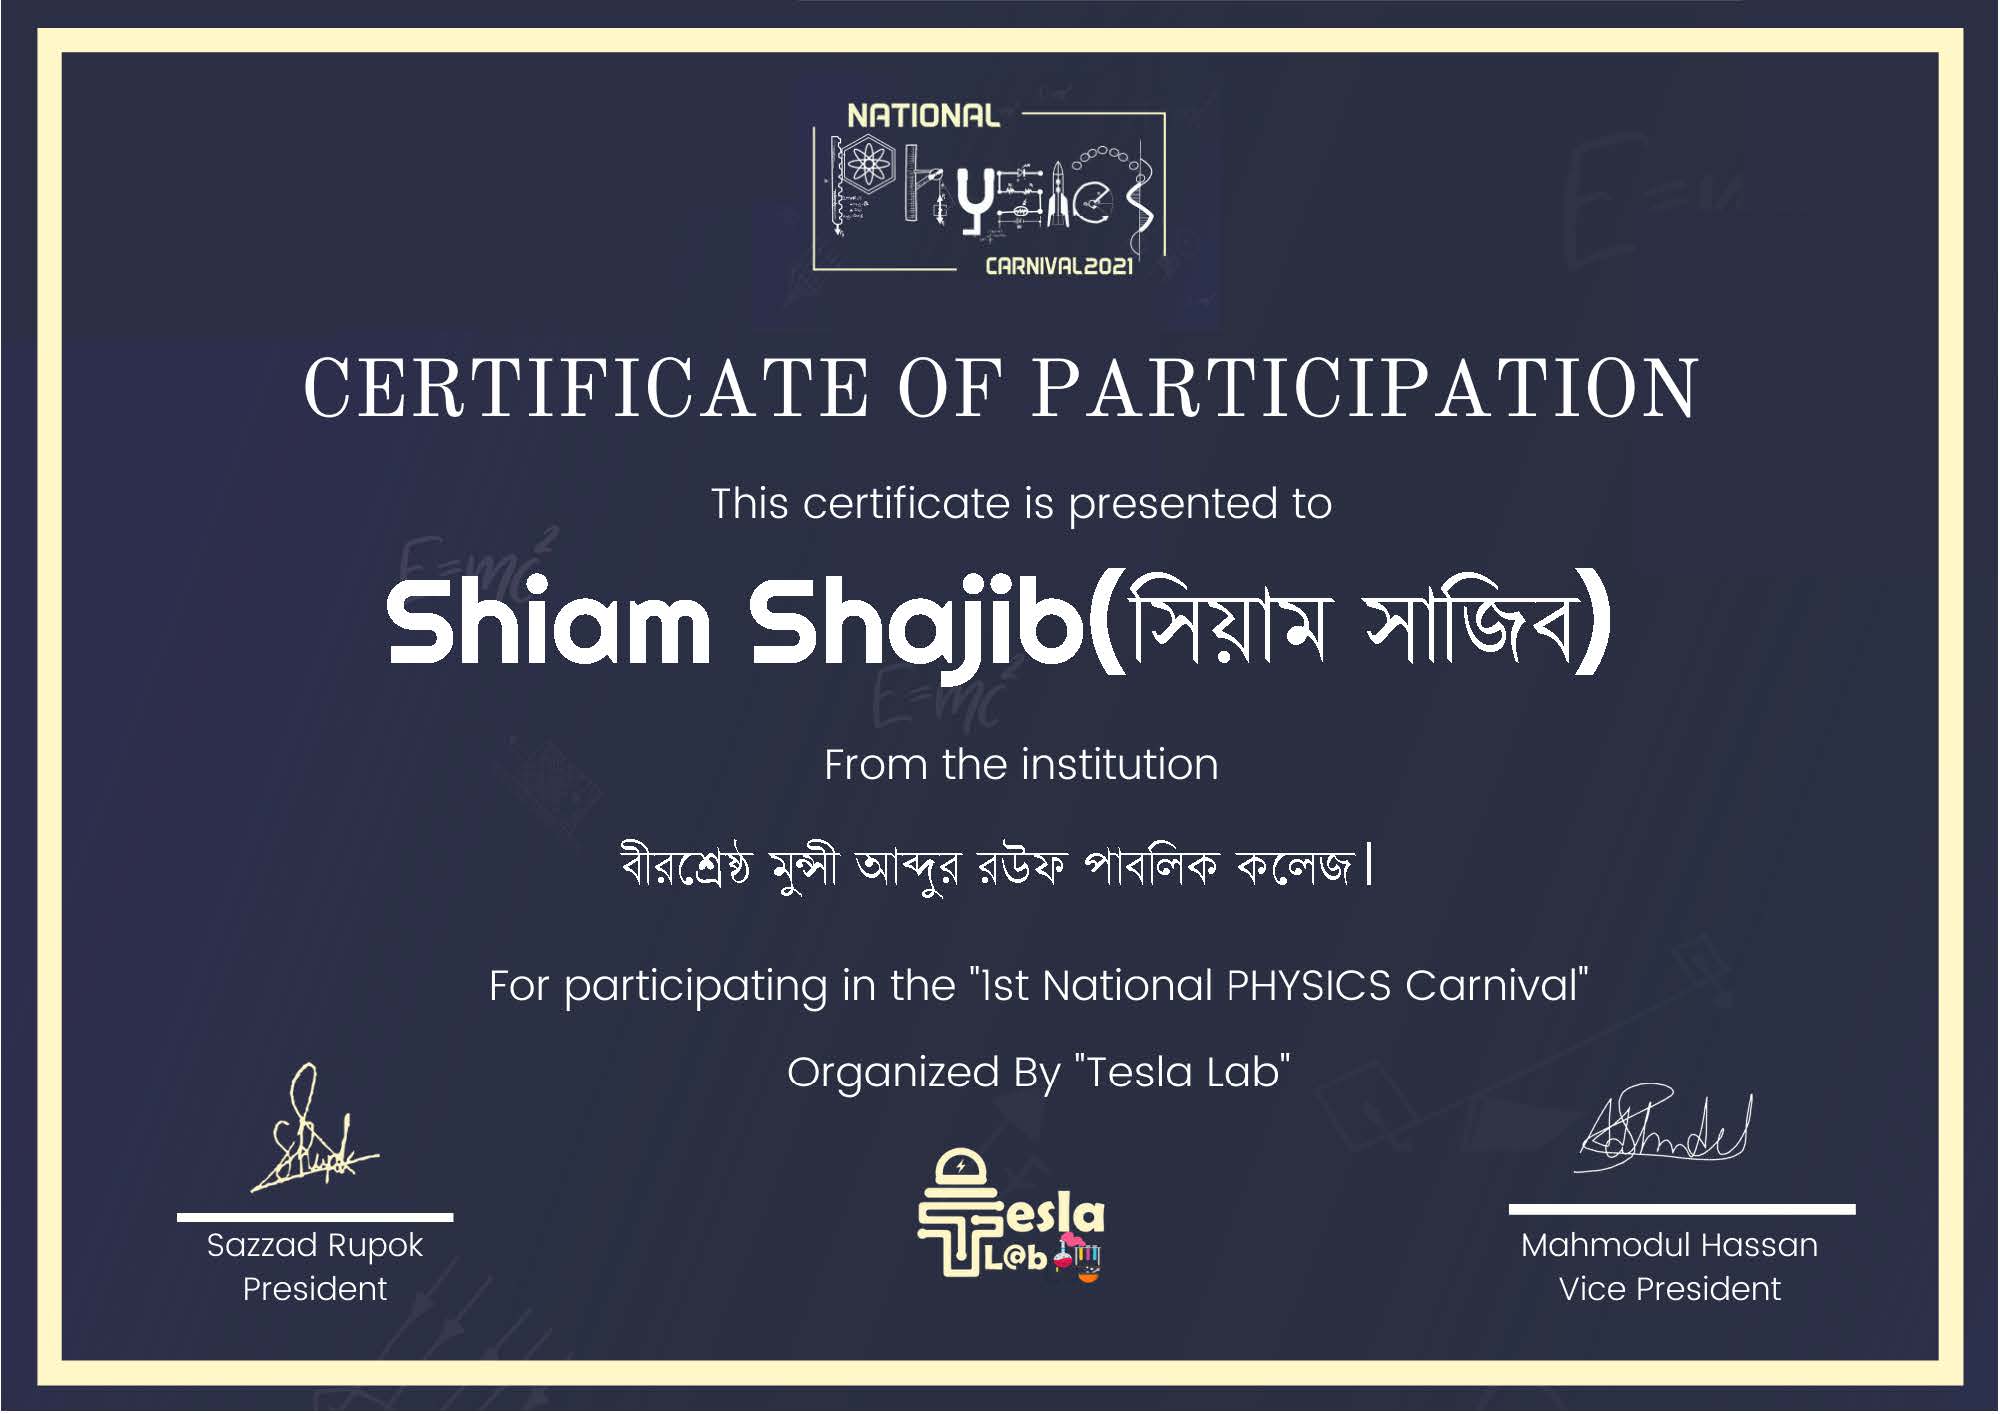 NATIONAL
Physics
CARNIVAL2021
CERTIFICATE OF PARTICIPATION
This certificate is presented to
E=mc²
Shiam Shajib(সিয়াম সাজিব)
E=mc²
From the institution
বীরশ্রেষ্ঠ মুন্সী আব্দুর রউফ পাবলিক কলেজ|
For participating in the "1st National PHYSICS Carnival"
Organized By "Tesla Lab"
Tesla
L@b
Sazzad Rupok
President
Mahmodul Hassan
Vice President